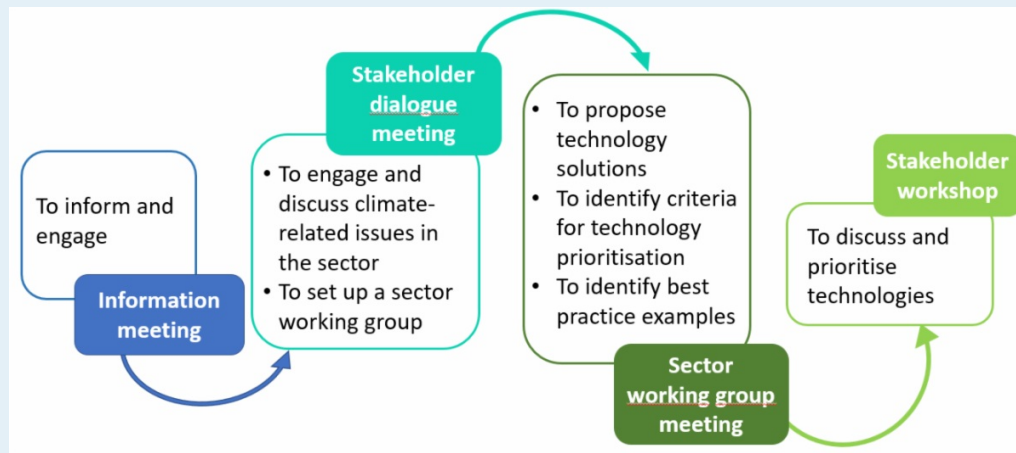 To inform and
engage
Information
meeting
Stakeholder
dialogue
meeting
• To engage and
discuss climate-
related issues in
the sector
• To set up a sector
working group
• To propose
technology
solutions
• To identify criteria
for technology
prioritisation
• To identify best
practice examples
Sector
working group
meeting
Stakeholder
workshop
To discuss and
prioritise
technologies